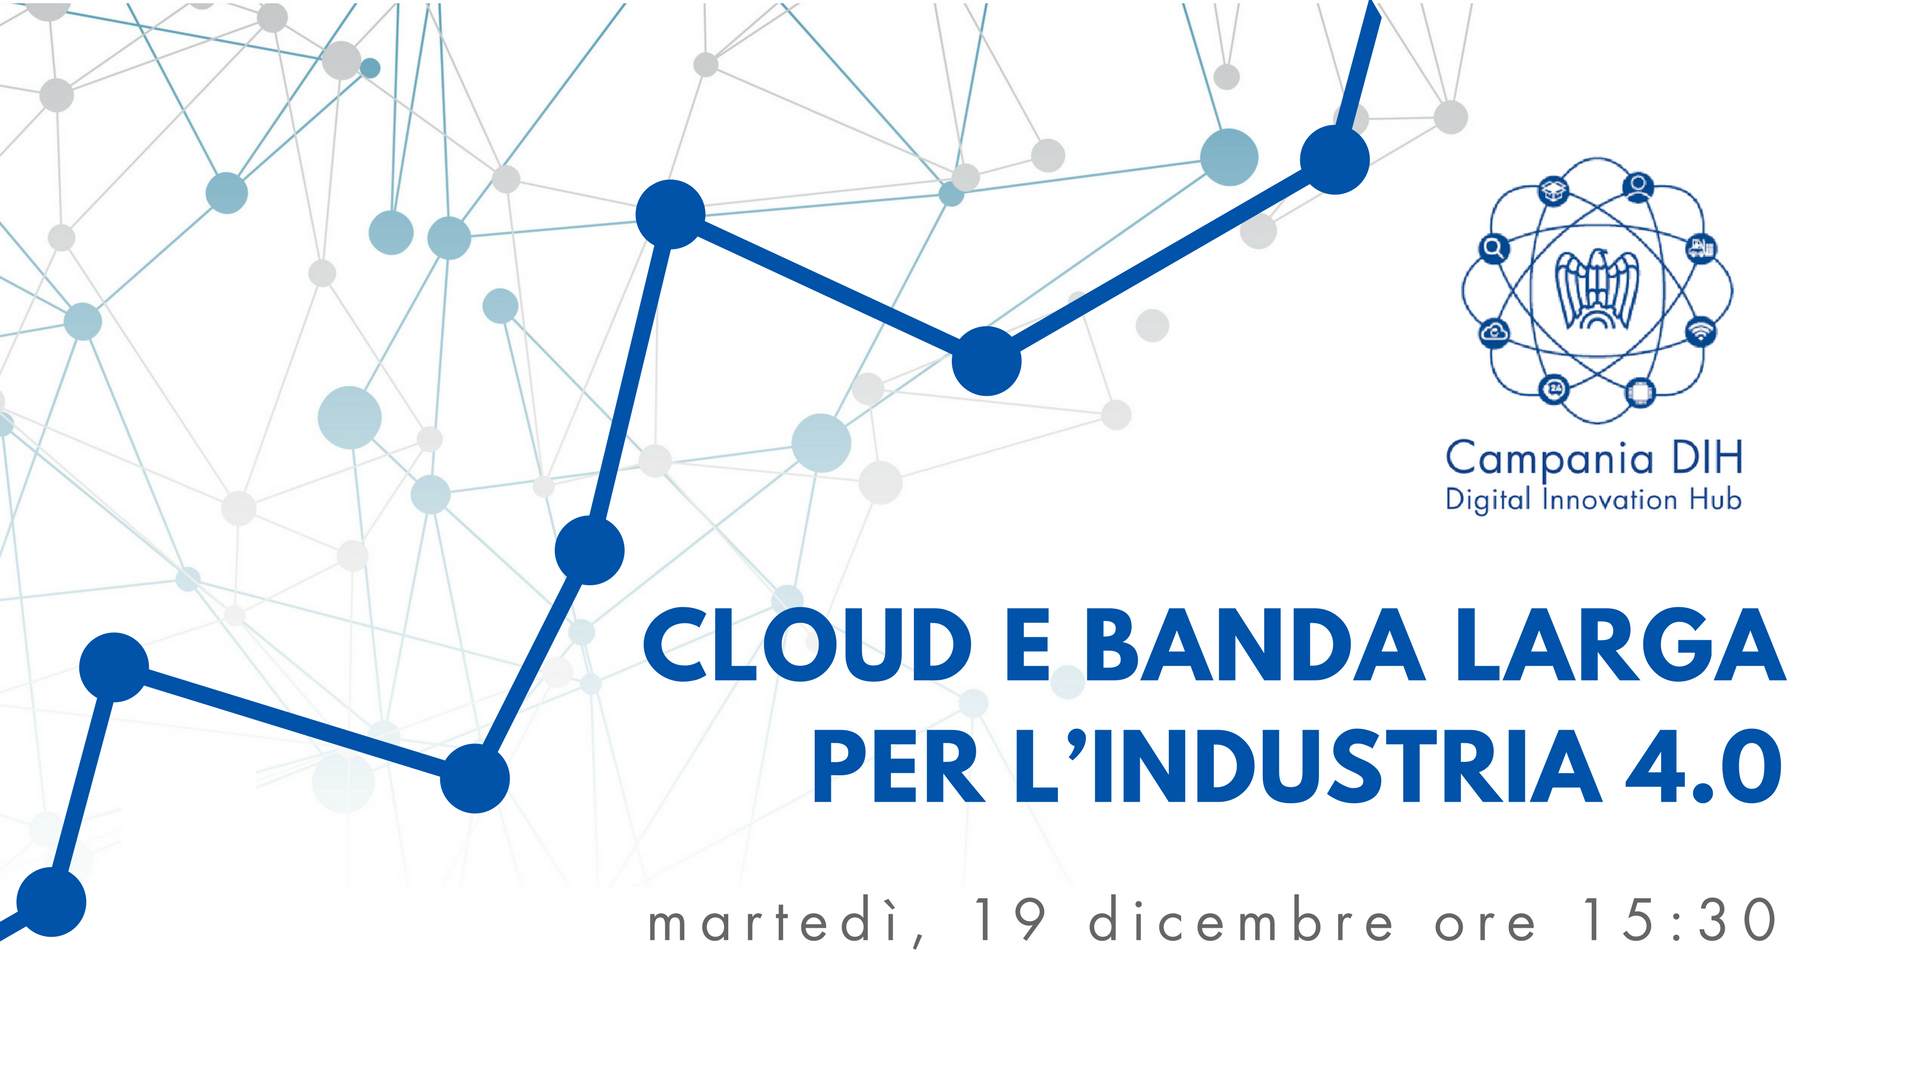 Campania DIH
Digital Innovation Hub
CLOUD E BANDA LARGA
PER L’INDUSTRIA 4.0
martedì, 19 dicembre ore 15:30